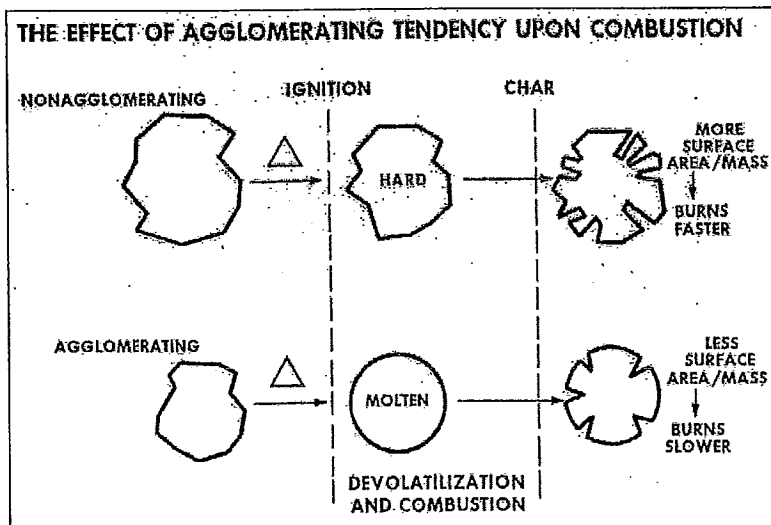 THE EFFECT OF AGGLOMERATING TENDENCY UPON COMBUSTION
IGNITION
CHAR
NONAGGLOMERATING
HARD
MORE
SURFACE
AREA/MASS
BURNS
FASTER
AGGLOMERATING
MOLTEN
LESS
SURFACE
AREA/MASS
BURNS
SLOWER
DEVOLATILIZATION
AND COMBUSTION